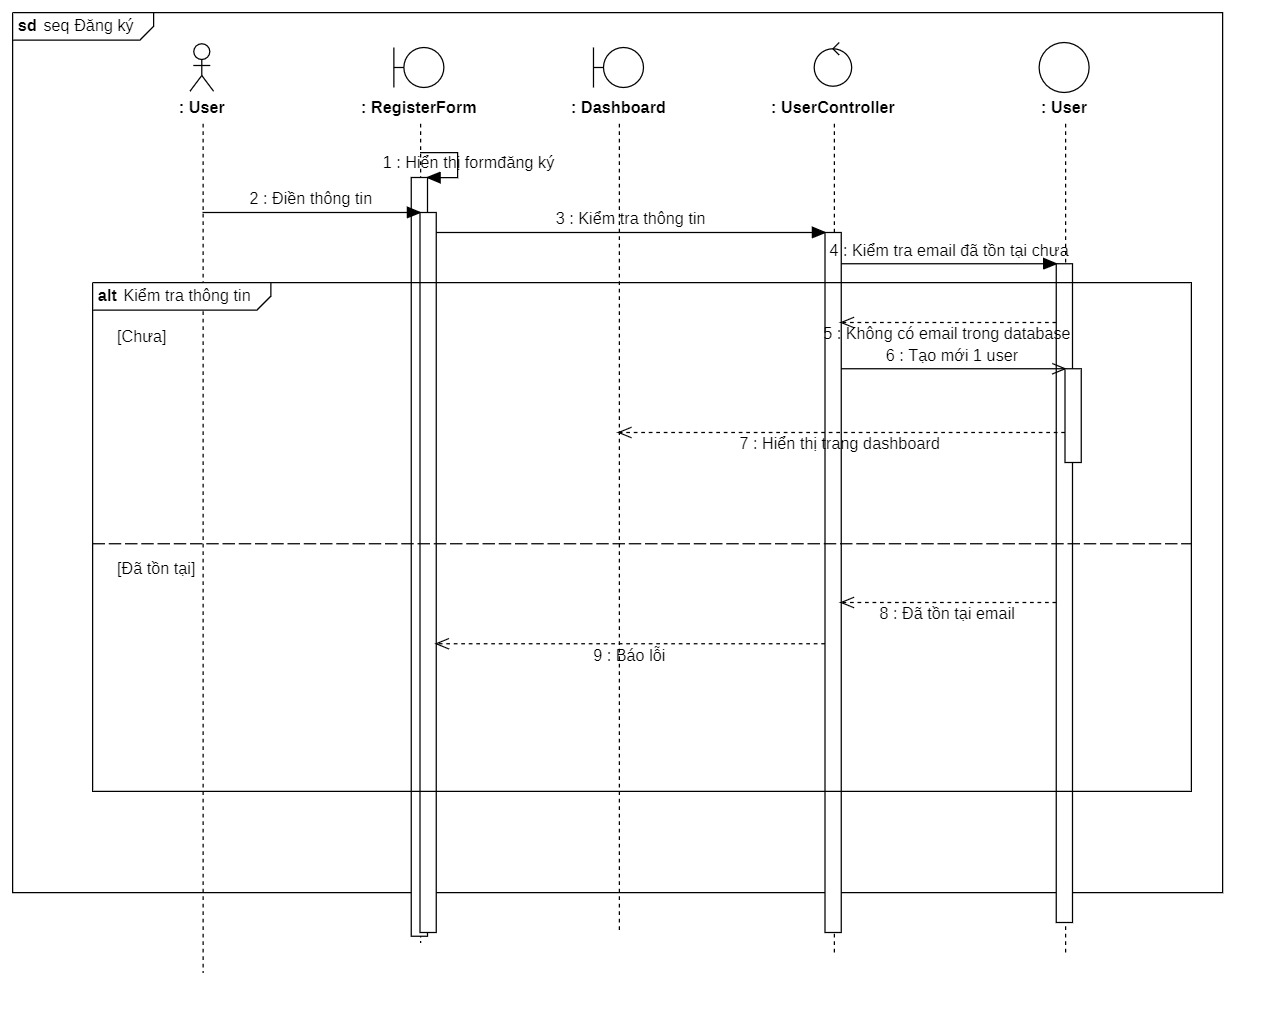 sd seq Đăng ký
: User
: RegisterForm
: Dashboard
: UserController
: User
1 : Hiển thị formđăng ký
2 : Điền thông tin
3 : Kiểm tra thông tin
4 : Kiểm tra email đã tồn tại chưa
alt Kiểm tra thông tin
[Chưa]
5 : Không có email trong database
6 : Tạo mới 1 user
7 : Hiển thị trang dashboard
[Đã tồn tại]
8 : Đã tồn tại email
9 : Báo lỗi